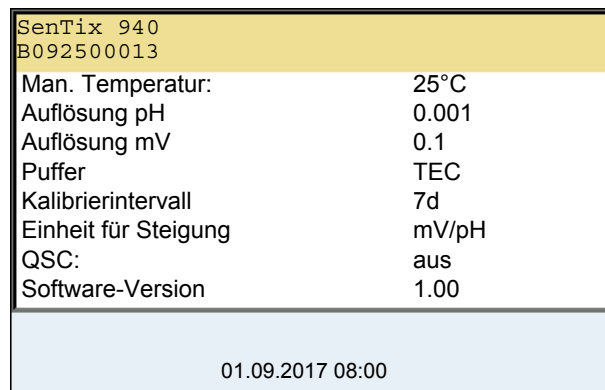 SenTix 940
B092500013
Man. Temperatur: 25°C
Auflösung pH 0.001
Auflösung mV 0.1
Puffer TEC
Kalibrierintervall 7d
Einheit für Steigung mV/pH
QSC: aus
Software-Version 1.00
01.09.2017 08:00